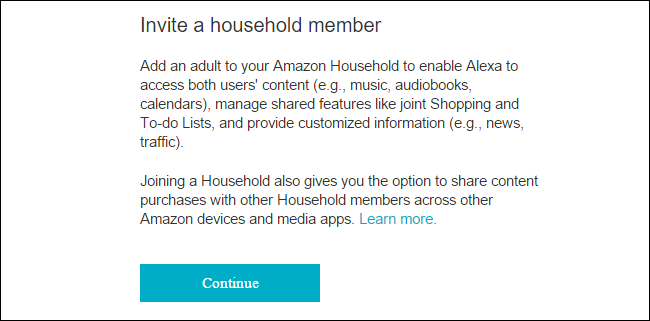 Invite a household member
Add an adult to your Amazon Household to enable Alexa to
access both users' content (e.g., music, audiobooks,
calendars), manage shared features like joint Shopping and
To-do Lists, and provide customized information (e.g., news,
traffic).
Joining a Household also gives you the option to share content
purchases with other Household members across other
Amazon devices and media apps. Learn more.
Continue